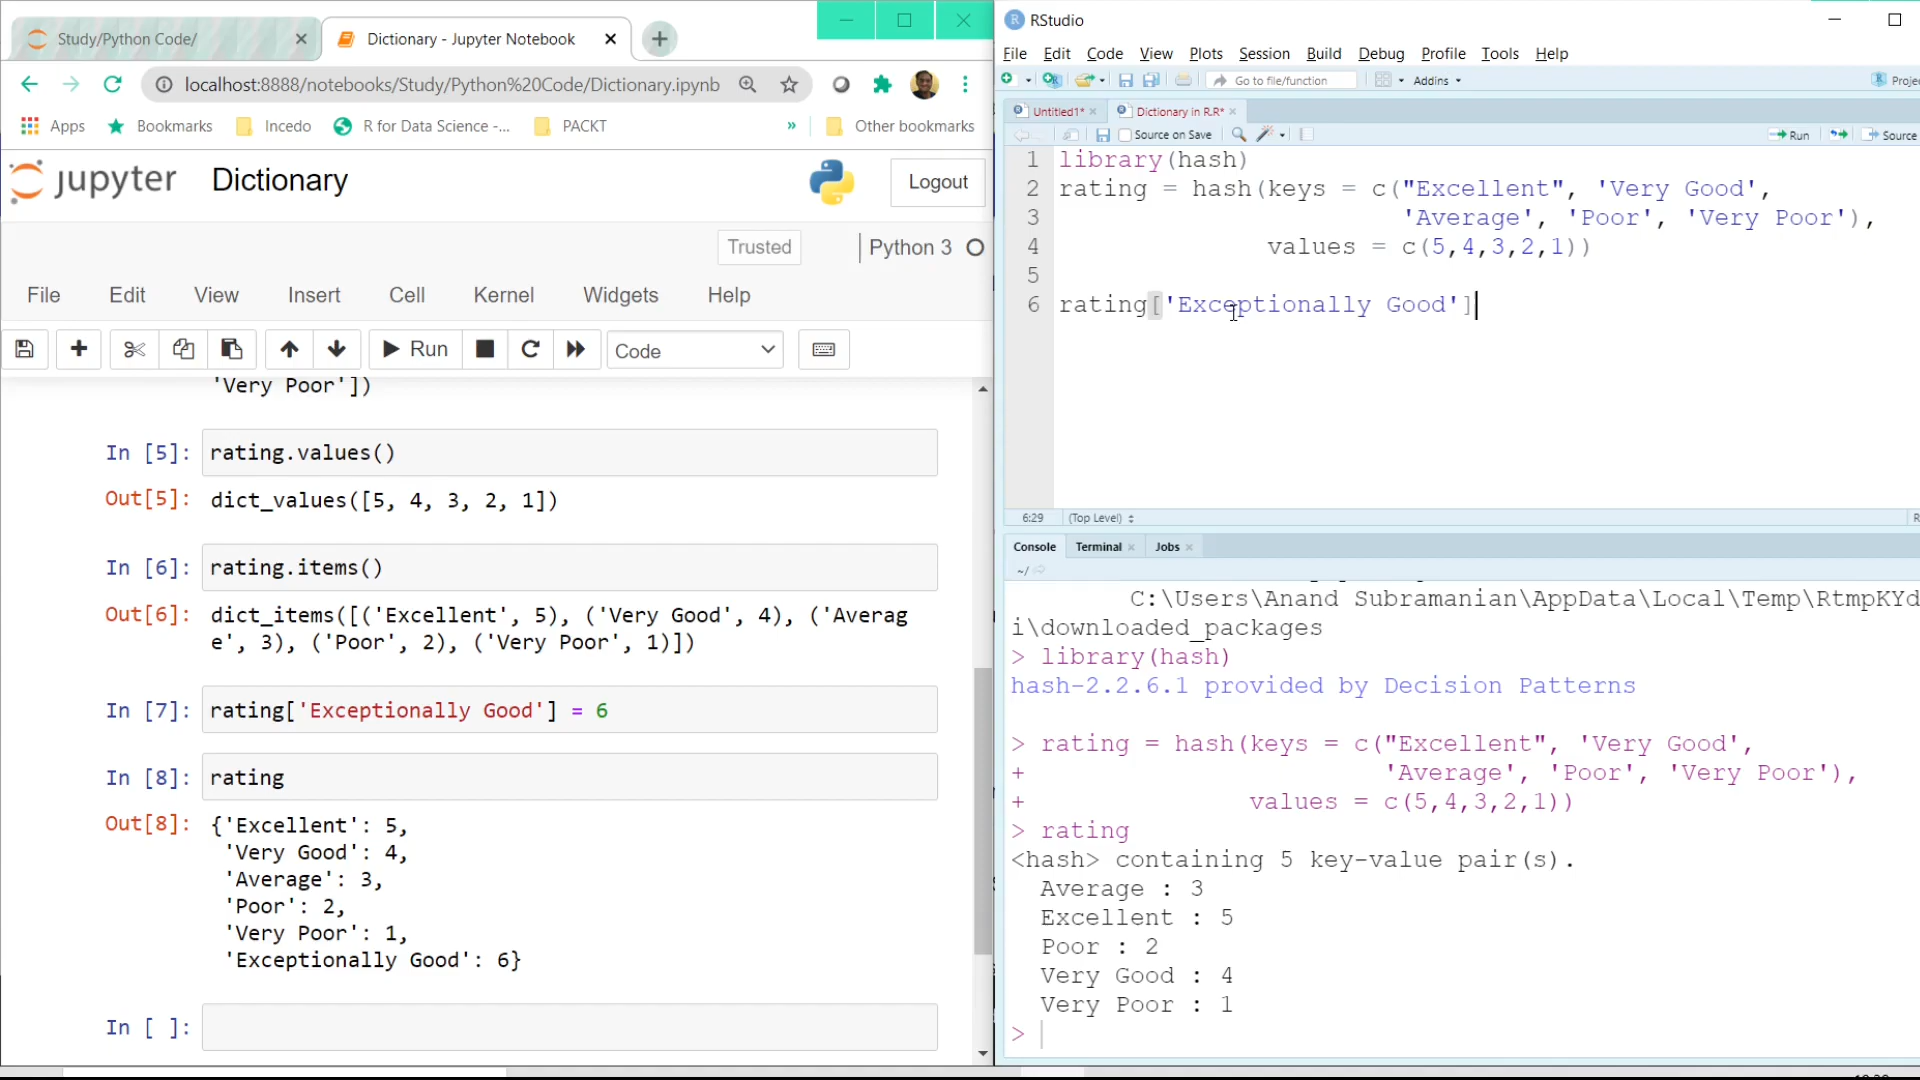 Study/Python Code/
Dictionary - Jupyter Notebook
localhost:8888/notebooks/Study/Python%20Code/Dictionary.ipynb
Apps Bookmarks Incedo R for Data Science -... PACKT » Other bookmarks
jupyter Dictionary Logout
Trusted Python 3
File Edit View Insert Cell Kernel Widgets Help
Run Code
'Very Poor'])
In [5]: rating.values()
Out[5]: dict_values([5, 4, 3, 2, 1])
In [6]: rating.items()
Out[6]: dict_items([('Excellent', 5), ('Very Good', 4), ('Averag
e', 3), ('Poor', 2), ('Very Poor', 1)])
In [7]: rating['Exceptionally Good'] = 6
In [8]: rating
Out[8]: {'Excellent': 5,
'Very Good': 4,
'Average': 3,
'Poor': 2,
'Very Poor': 1,
'Exceptionally Good': 6}
In [ ]:
RStudio
File Edit Code View Plots Session Build Debug Profile Tools Help
Go to file/function Addins
Untitled1* Dictionary in R.R*
Source on Save Run Source
1 library(hash)
2 rating = hash(keys = c("Excellent", 'Very Good',
3 'Average', 'Poor', 'Very Poor'),
4 values = c(5,4,3,2,1))
5
6 rating['Exceptionally Good']
6:29 (Top Level)
Console Terminal Jobs
~/
C:\Users\Anand Subramanian\AppData\Local\Temp\RtmpKYd
i\downloaded_packages
> library(hash)
hash-2.2.6.1 provided by Decision Patterns
> rating = hash(keys = c("Excellent", 'Very Good',
+ 'Average', 'Poor', 'Very Poor'),
+ values = c(5,4,3,2,1))
> rating
<hash> containing 5 key-value pair(s).
Average : 3
Excellent : 5
Poor : 2
Very Good : 4
Very Poor : 1
>